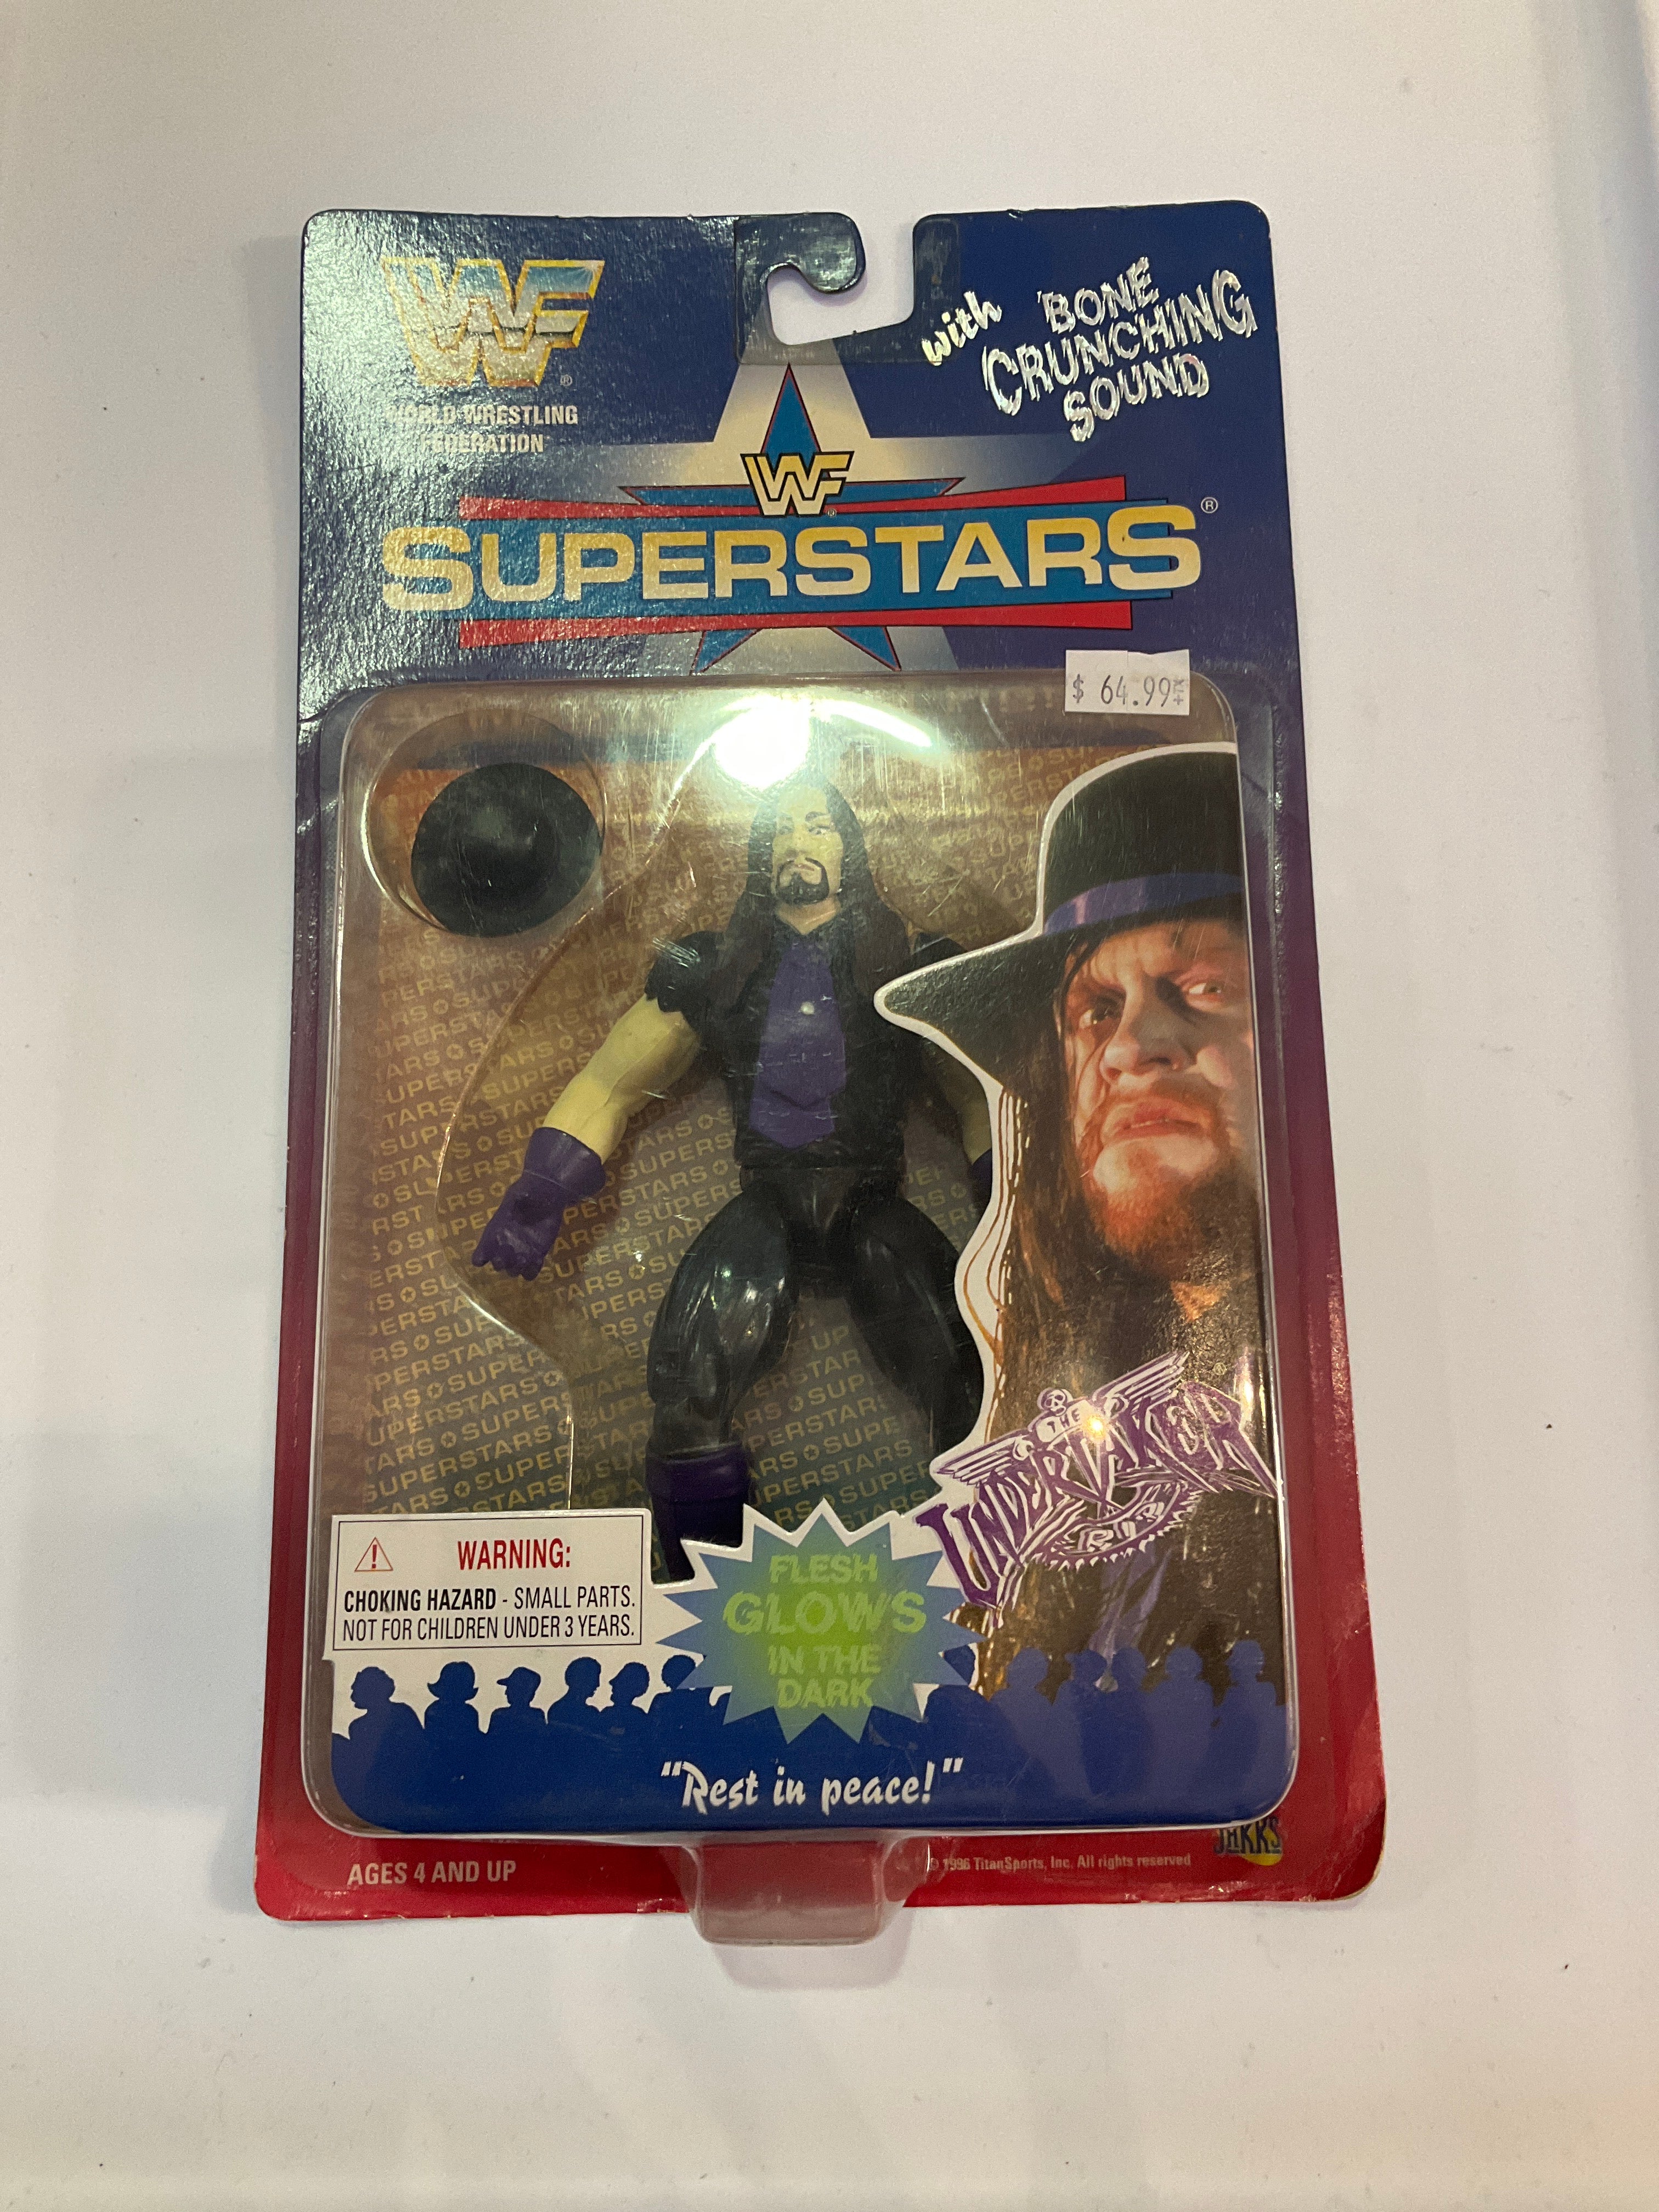 WF
®
WORLD WRESTLING
FEDERATION
with BONE
CRUNCHING
SOUND
WF
®
SUPERSTARS®
$ 64.99
THE
UNDERTAKER
R.I.P.
WARNING:
CHOKING HAZARD - SMALL PARTS.
NOT FOR CHILDREN UNDER 3 YEARS.
FLESH
GLOWS
IN THE
DARK
"Rest in peace!"
AGES 4 AND UP
© 1996 TitanSports, Inc. All rights reserved
JAKKS